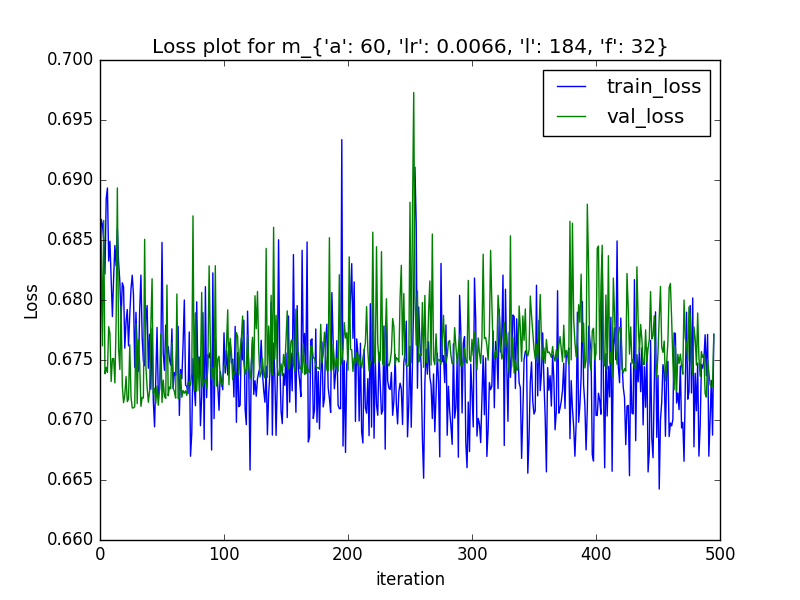 Loss plot for m_{'a': 60, 'lr': 0.0066, 'l': 184, 'f': 32}
0.700
0.695
0.690
0.685
0.680
0.675
0.670
0.665
0.660
Loss
train_loss
val_loss
0 100 200 300 400 500
iteration